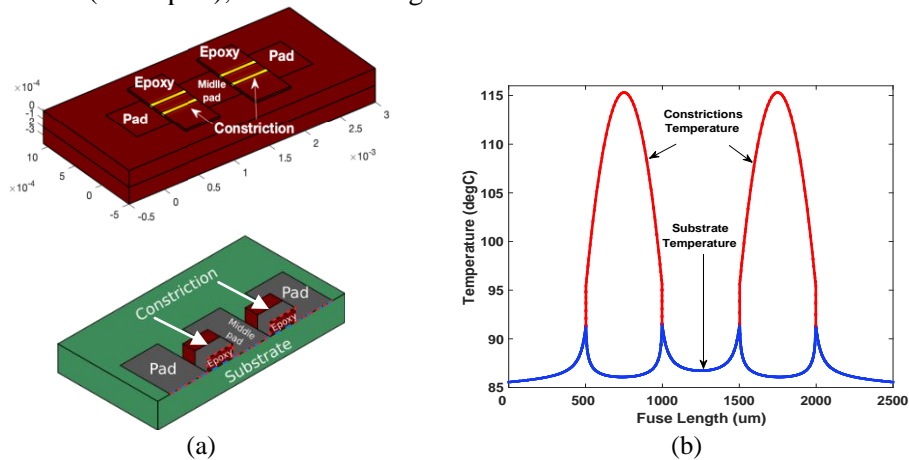 Epoxy
Epoxy
Pad
Midlle
pad
Pad
Constriction
×10⁻⁴
0
-1
-2
-3
10
5
0
-5
×10⁻⁴
-0.5
0
0.5
1
1.5
2
2.5
3
×10⁻³
Constriction
Pad
Middle
pad
Epoxy
Epoxy
Pad
Substrate
(a)
115
110
105
100
95
90
85
Temperature (degC)
Constrictions
Temperature
Substrate
Temperature
0
500
1000
1500
2000
2500
Fuse Length (um)
(b)